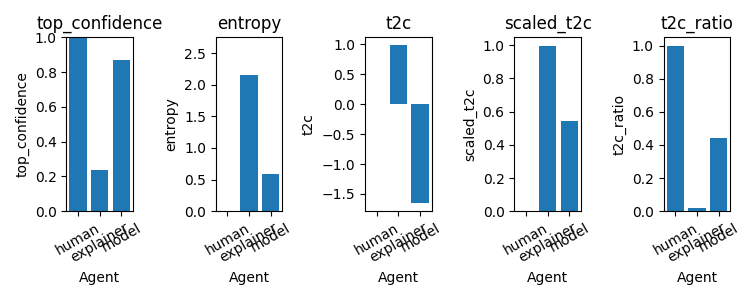 top_confidence
1.0
0.8
0.6
0.4
0.2
0.0
top_confidence
human
explainer
model
Agent
entropy
2.5
2.0
1.5
1.0
0.5
0.0
entropy
human
explainer
model
Agent
t2c
1.0
0.5
0.0
−0.5
−1.0
−1.5
t2c
human
explainer
model
Agent
scaled_t2c
1.0
0.8
0.6
0.4
0.2
0.0
scaled_t2c
human
explainer
model
Agent
t2c_ratio
1.0
0.8
0.6
0.4
0.2
0.0
t2c_ratio
human
explainer
model
Agent